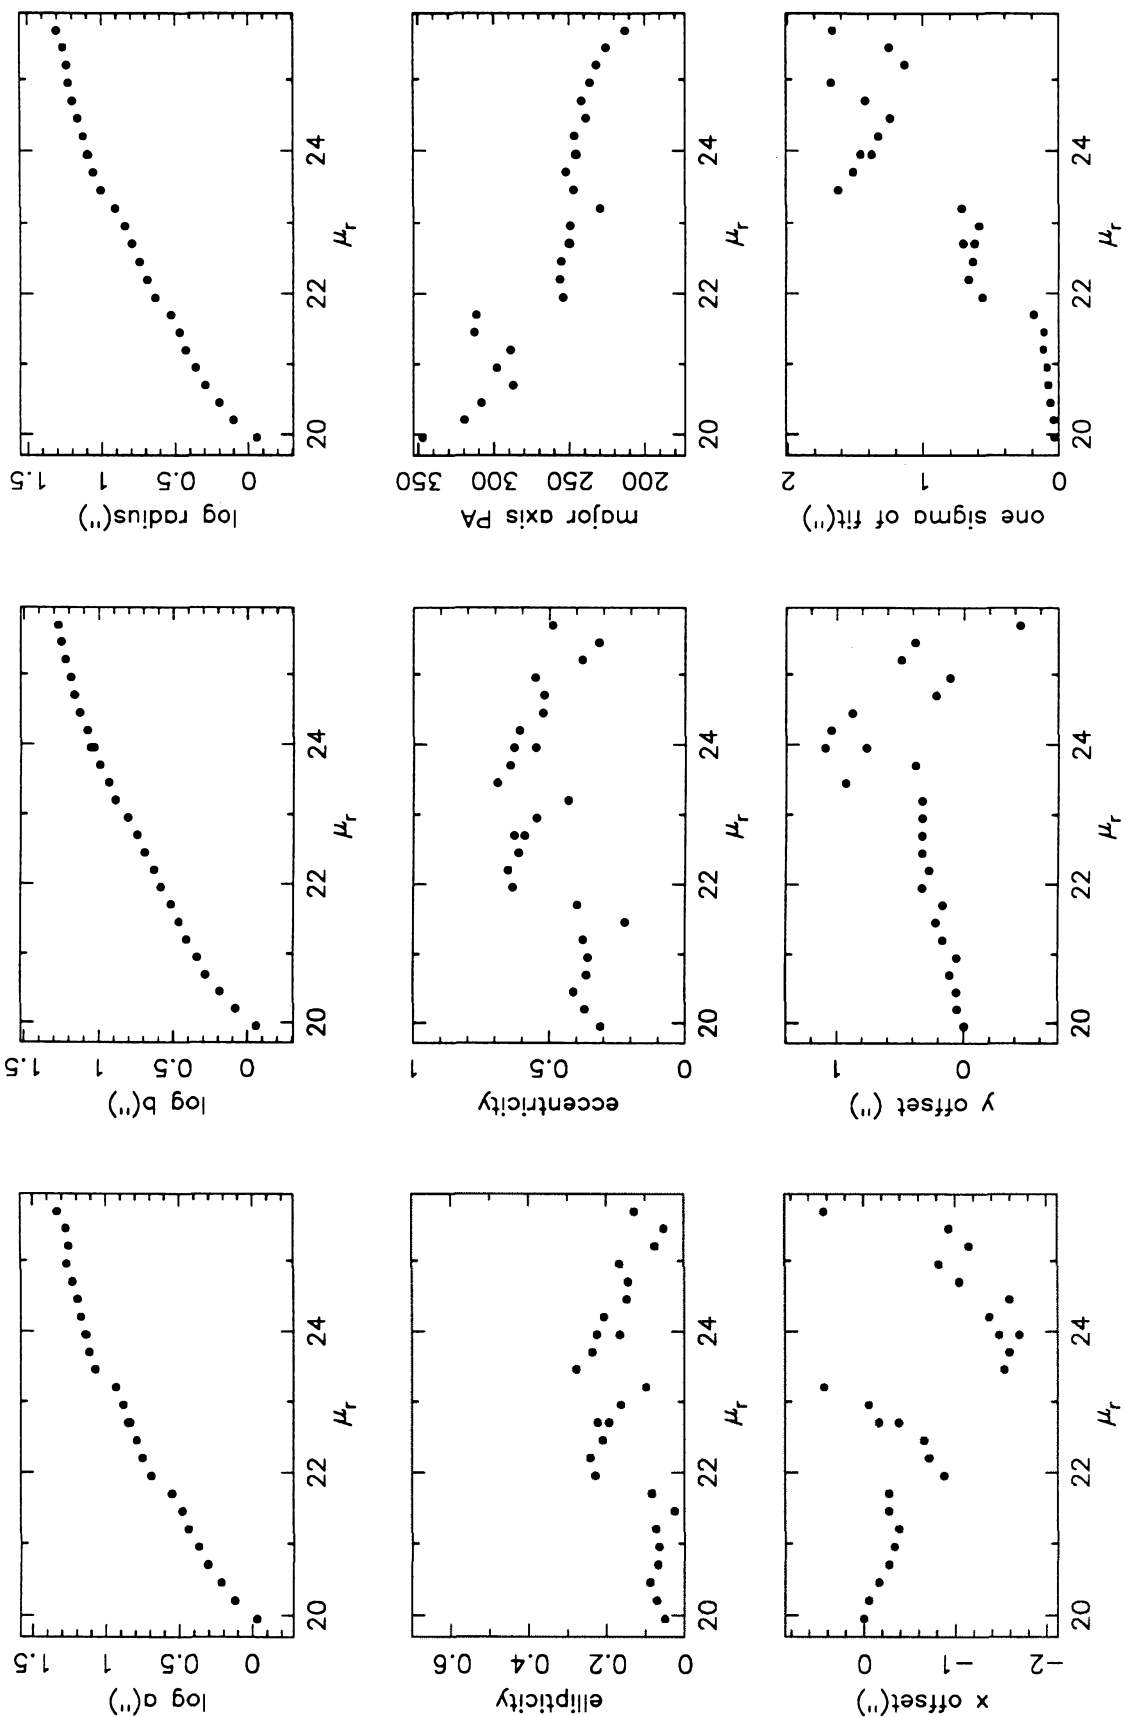 log a(")
1.5
1
0.5
0
20 22 24
μr
log b(")
1.5
1
0.5
0
20 22 24
μr
log radius(")
1.5
1
0.5
0
20 22 24
μr
ellipticity
0.6
0.4
0.2
0
20 22 24
μr
eccentricity
1
0.5
0
20 22 24
μr
major axis PA
350
300
250
200
20 22 24
μr
x offset(")
0
−1
−2
20 22 24
μr
y offset (")
1
0
20 22 24
μr
one sigma of fit(")
2
1
0
20 22 24
μr